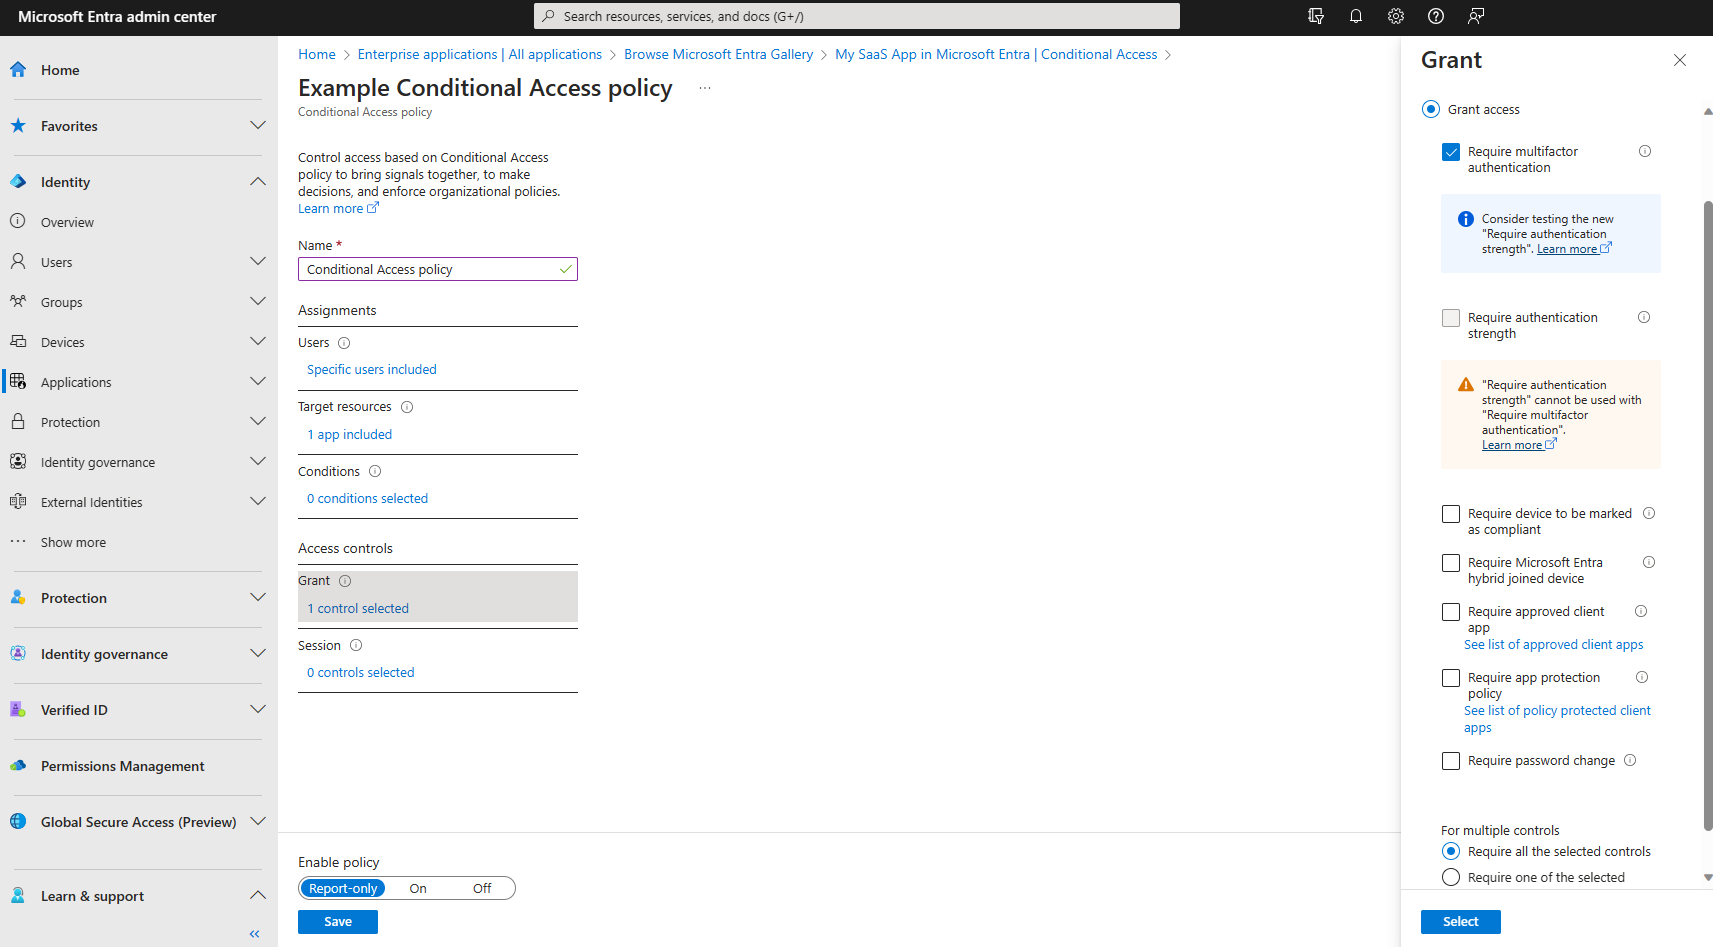 Microsoft Entra admin center
Search resources, services, and docs (G+/)
Home
Favorites
Identity
Overview
Users
Groups
Devices
Applications
Protection
Identity governance
External Identities
Show more
Protection
Identity governance
Verified ID
Permissions Management
Global Secure Access (Preview)
Learn & support
Home > Enterprise applications | All applications > Browse Microsoft Entra Gallery > My SaaS App in Microsoft Entra | Conditional Access >
Example Conditional Access policy ...
Conditional Access policy
Control access based on Conditional Access
policy to bring signals together, to make
decisions, and enforce organizational policies.
Learn more
Name *
Conditional Access policy
Assignments
Users
Specific users included
Target resources
1 app included
Conditions
0 conditions selected
Access controls
Grant
1 control selected
Session
0 controls selected
Enable policy
Report-only On Off
Save
Grant
Grant access
Require multifactor
authentication
Consider testing the new
"Require authentication
strength". Learn more
Require authentication
strength
"Require authentication
strength" cannot be used with
"Require multifactor
authentication".
Learn more
Require device to be marked
as compliant
Require Microsoft Entra
hybrid joined device
Require approved client
app
See list of approved client apps
Require app protection
policy
See list of policy protected client
apps
Require password change
For multiple controls
Require all the selected controls
Require one of the selected
Select